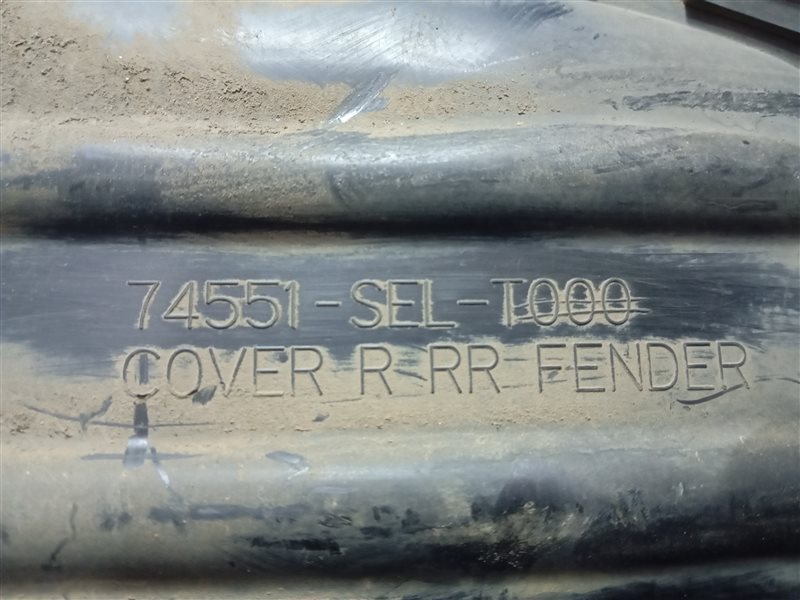 74551-SEL-T000
COVER R RR FENDER